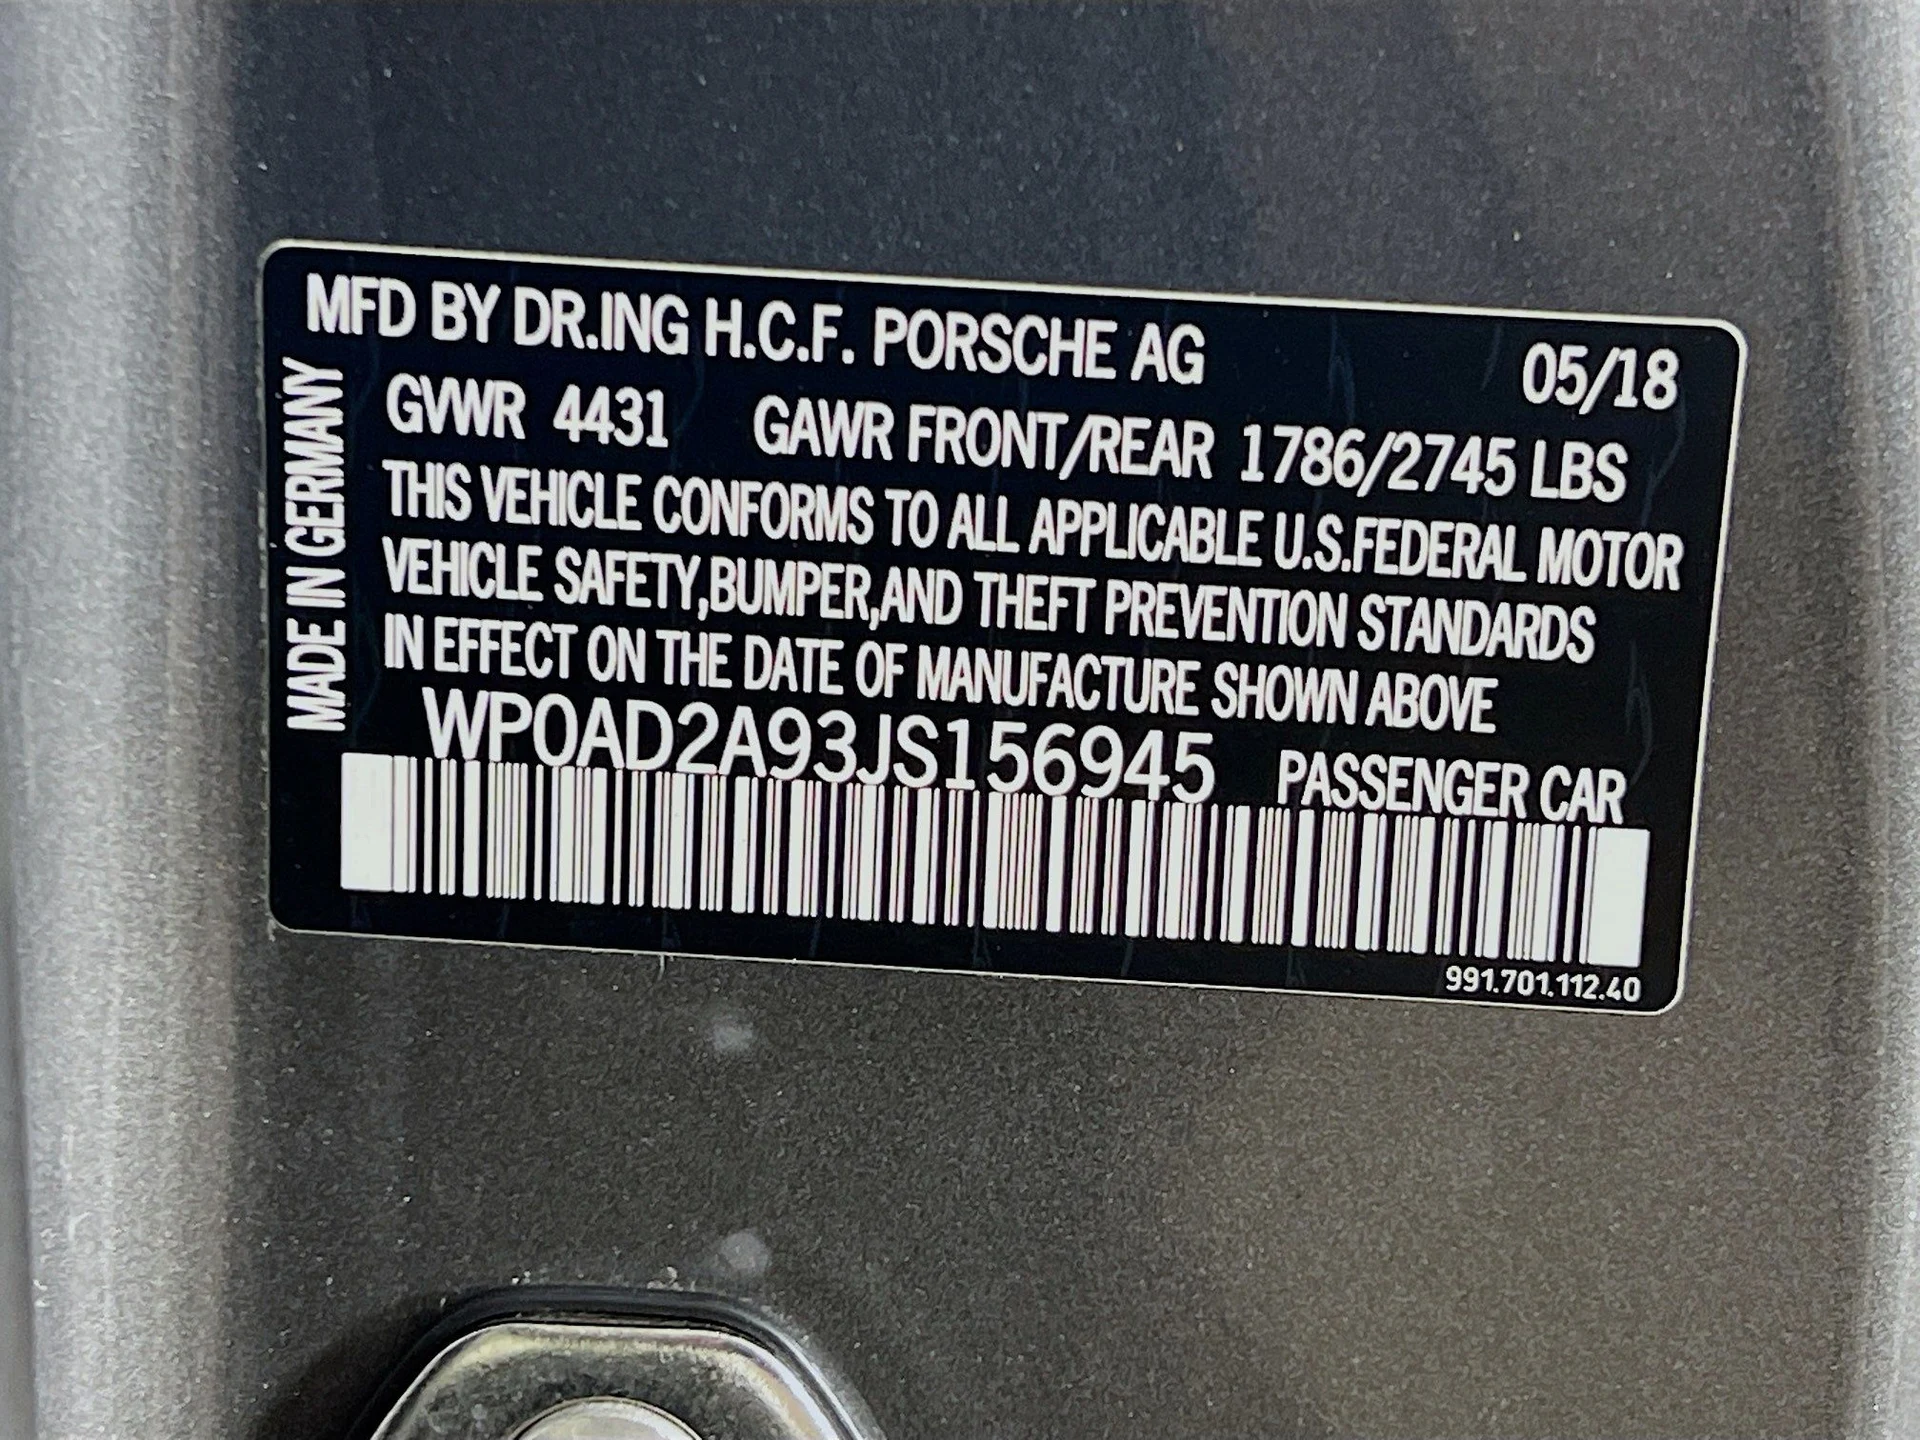 MFD BY DR.ING H.C.F. PORSCHE AG 05/18
MADE IN GERMANY
GVWR 4431 GAWR FRONT/REAR 1786/2745 LBS
THIS VEHICLE CONFORMS TO ALL APPLICABLE U.S.FEDERAL MOTOR
VEHICLE SAFETY,BUMPER,AND THEFT PREVENTION STANDARDS
IN EFFECT ON THE DATE OF MANUFACTURE SHOWN ABOVE
WP0AD2A93JS156945 PASSENGER CAR
991.701.112.40